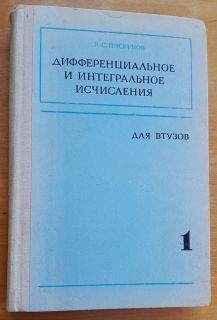 Н. С. ПИСКУНОВ
ДИФФЕРЕНЦИАЛЬНОЕ
И ИНТЕГРАЛЬНОЕ
ИСЧИСЛЕНИЯ
ДЛЯ ВТУЗОВ
1